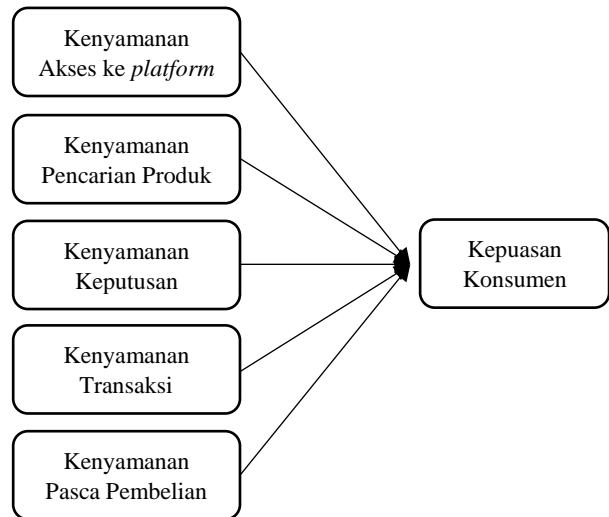 Kenyamanan
Akses ke platform
Kenyamanan
Pencarian Produk
Kenyamanan
Keputusan
Kepuasan
Konsumen
Kenyamanan
Transaksi
Kenyamanan
Pasca Pembelian